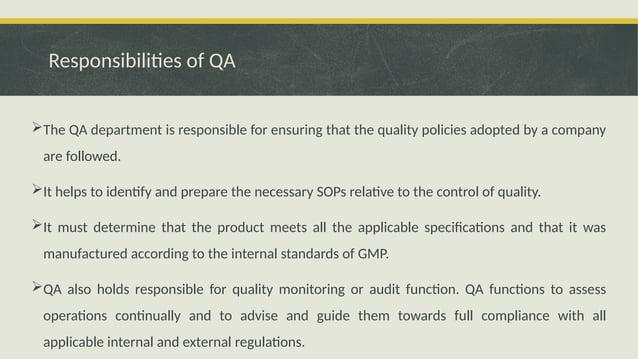 Responsibilities of QA
➢The QA department is responsible for ensuring that the quality policies adopted by a company
are followed.
➢It helps to identify and prepare the necessary SOPs relative to the control of quality.
➢It must determine that the product meets all the applicable specifications and that it was
manufactured according to the internal standards of GMP.
➢QA also holds responsible for quality monitoring or audit function. QA functions to assess
operations continually and to advise and guide them towards full compliance with all
applicable internal and external regulations.